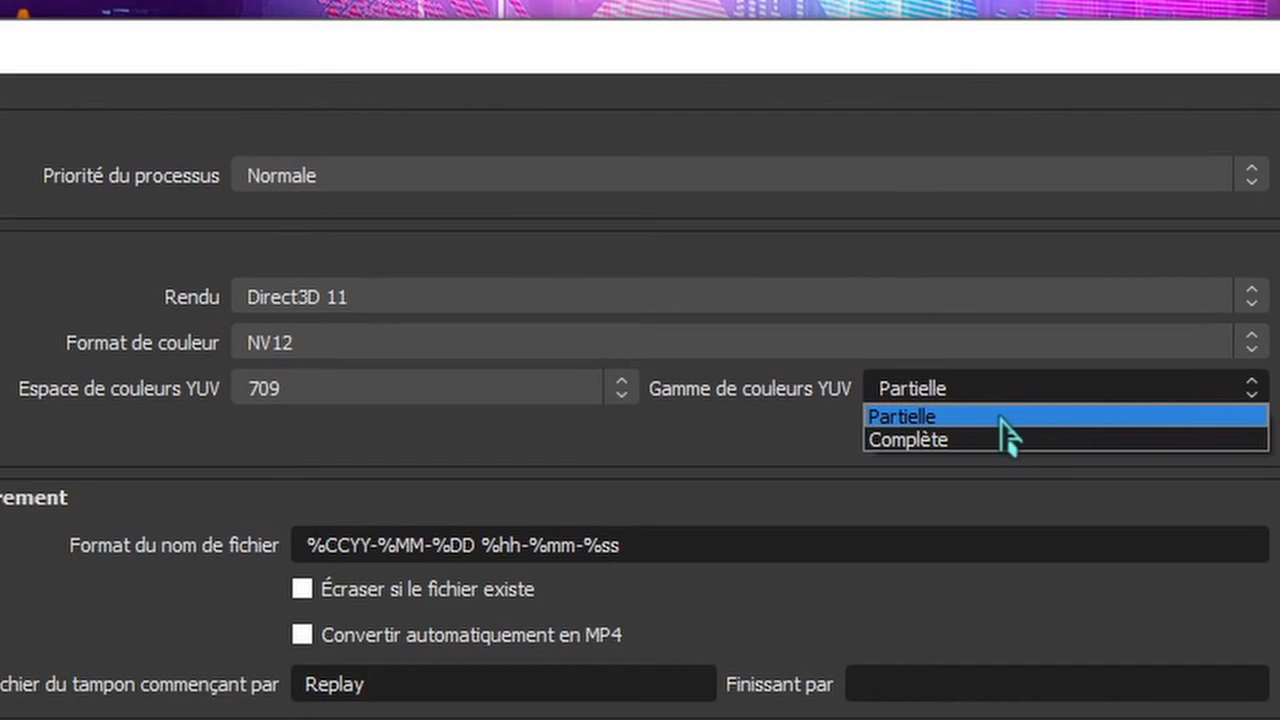 Priorité du processus Normale
Rendu Direct3D 11
Format de couleur NV12
Espace de couleurs YUV 709 Gamme de couleurs YUV Partielle
Partielle
Complète
rement
Format du nom de fichier %CCYY-%MM-%DD %hh-%mm-%ss
Écraser si le fichier existe
Convertir automatiquement en MP4
chier du tampon commençant par Replay Finissant par